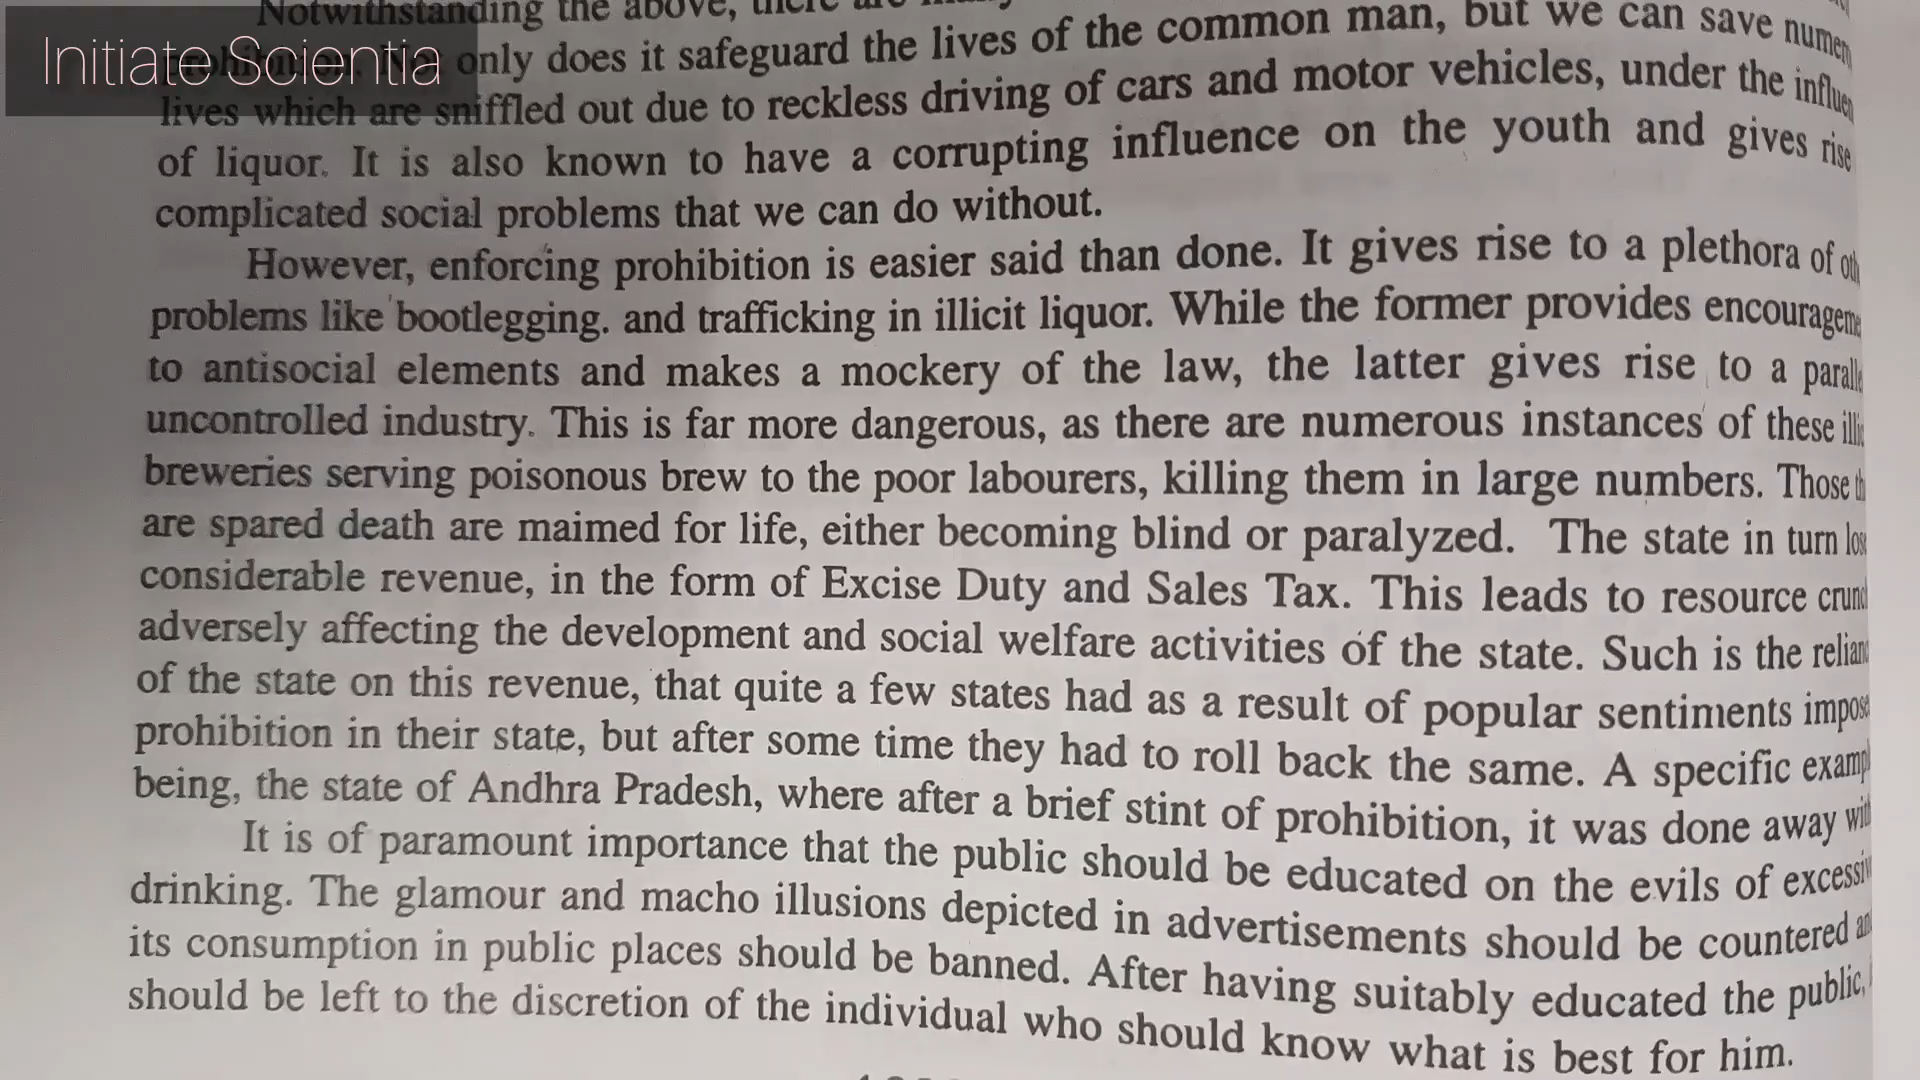 Notwithstanding the above, there are
Initiate Scientia
prohibition. Not only does it safeguard the lives of the common man, but we can save
lives which are sniffled out due to reckless driving of cars and motor vehicles, under the
of liquor. It is also known to have a corrupting influence on the youth and gives rise
complicated social problems that we can do without.
However, enforcing prohibition is easier said than done. It gives rise to a plethora of
problems like bootlegging. and trafficking in illicit liquor. While the former provides
to antisocial elements and makes a mockery of the law, the latter gives rise to a
uncontrolled industry. This is far more dangerous, as there are numerous instances of these
breweries serving poisonous brew to the poor labourers, killing them in large numbers. Those
are spared death are maimed for life, either becoming blind or paralyzed. The state in turn
considerable revenue, in the form of Excise Duty and Sales Tax. This leads to resource
adversely affecting the development and social welfare activities of the state. Such is the
of the state on this revenue, that quite a few states had as a result of popular sentiments
prohibition in their state, but after some time they had to roll back the same. A specific
being, the state of Andhra Pradesh, where after a brief stint of prohibition, it was done away
It is of paramount importance that the public should be educated on the evils of
drinking. The glamour and macho illusions depicted in advertisements should be countered
its consumption in public places should be banned. After having suitably educated the public,
should be left to the discretion of the individual who should know what is best for him.